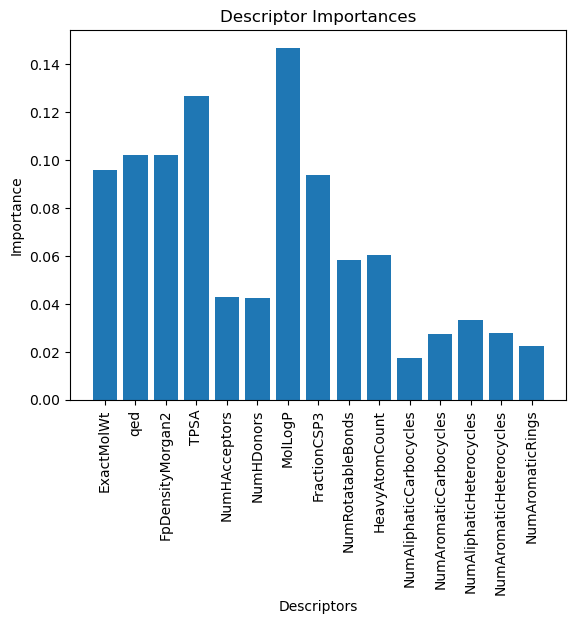 Descriptor Importances
Importance
0.14
0.12
0.10
0.08
0.06
0.04
0.02
0.00
ExactMolWt
qed
FpDensityMorgan2
TPSA
NumHAcceptors
NumHDonors
MolLogP
FractionCSP3
NumRotatableBonds
HeavyAtomCount
NumAliphaticCarbocycles
NumAromaticCarbocycles
NumAliphaticHeterocycles
NumAromaticHeterocycles
NumAromaticRings
Descriptors